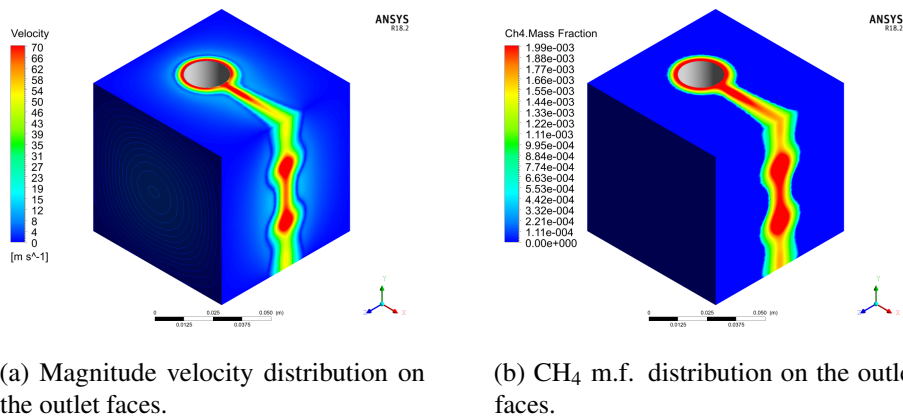 ANSYS
R18.2
Velocity
70
66
62
58
54
50
46
43
39
35
31
27
23
19
16
12
8
4
0
[m s^-1]
0 0.025 0.050 (m)
0.0125 0.0375
Y
Z X
ANSYS
R18.2
Ch4.Mass Fraction
1.99e-003
1.88e-003
1.77e-003
1.66e-003
1.55e-003
1.44e-003
1.33e-003
1.22e-003
1.11e-003
9.95e-004
8.84e-004
7.74e-004
6.63e-004
5.53e-004
4.42e-004
3.32e-004
2.21e-004
1.11e-004
0.00e+000
0 0.025 0.050 (m)
0.0125 0.0375
Y
Z X
(a) Magnitude velocity distribution on
the outlet faces.
(b) CH₄ m.f. distribution on the outle
faces.